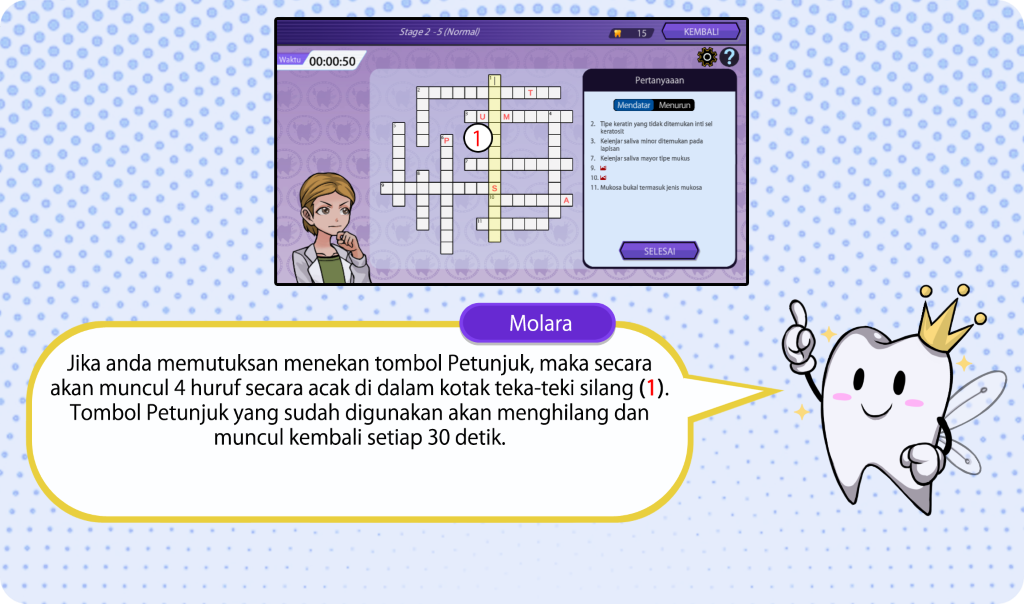 Stage 2 -5 (Normal)
15
KEMBALI
Waktu
00:00:50
Pertanyaaan
Mendatar Menurun
2. Tipe keratin yang tidak ditemukan inti sel
keratosit
3. Kelenjar saliva minor ditemukan pada
lapisan
7. Kelenjar saliva mayor tipe mukus
9.
10.
11. Mukosa bukal termasuk jenis mukosa
SELESAI
T
U M
1
P
S
A
Molara
Jika anda memutuksan menekan tombol Petunjuk, maka secara
akan muncul 4 huruf secara acak di dalam kotak teka-teki silang (1).
Tombol Petunjuk yang sudah digunakan akan menghilang dan
muncul kembali setiap 30 detik.